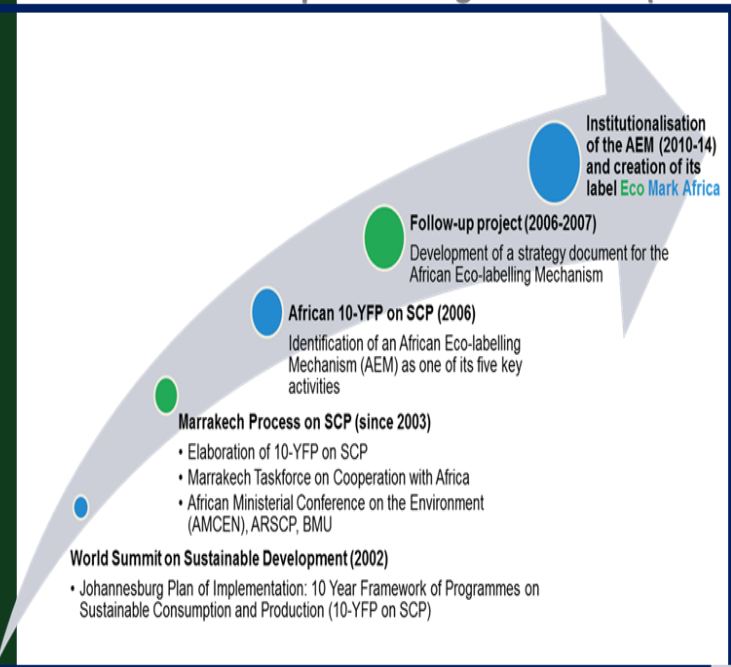 Institutionalisation
of the AEM (2010-14)
and creation of its
label Eco Mark Africa
Follow-up project (2006-2007)
Development of a strategy document for the
African Eco-labelling Mechanism
African 10-YFP on SCP (2006)
Identification of an African Eco-labelling
Mechanism (AEM) as one of its five key
activities
Marrakech Process on SCP (since 2003)
• Elaboration of 10-YFP on SCP
• Marrakech Taskforce on Cooperation with Africa
• African Ministerial Conference on the Environment
(AMCEN), ARSCP, BMU
World Summit on Sustainable Development (2002)
• Johannesburg Plan of Implementation: 10 Year Framework of Programmes on
Sustainable Consumption and Production (10-YFP on SCP)